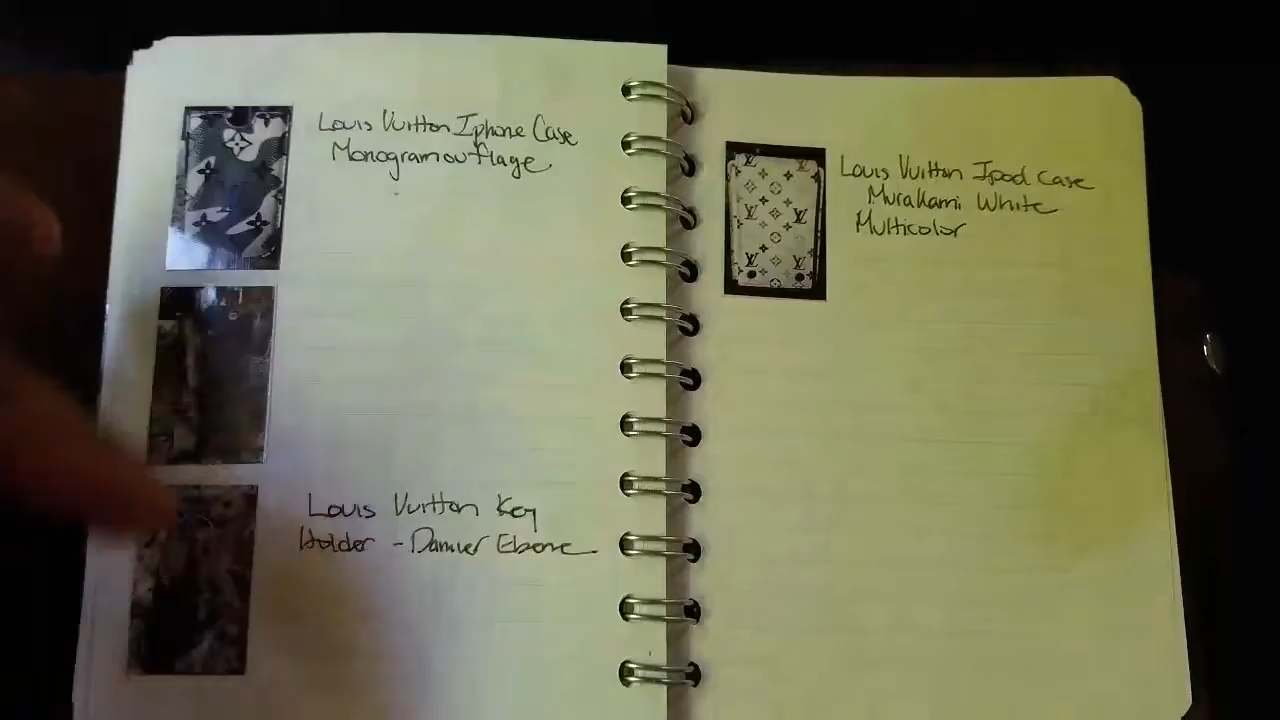 Louis Vuitton Iphone Case
Monogramouflage
Louis Vuitton Key
Holder - Damier Ebene
Louis Vuitton Ipod Case
Murakami White
Multicolor